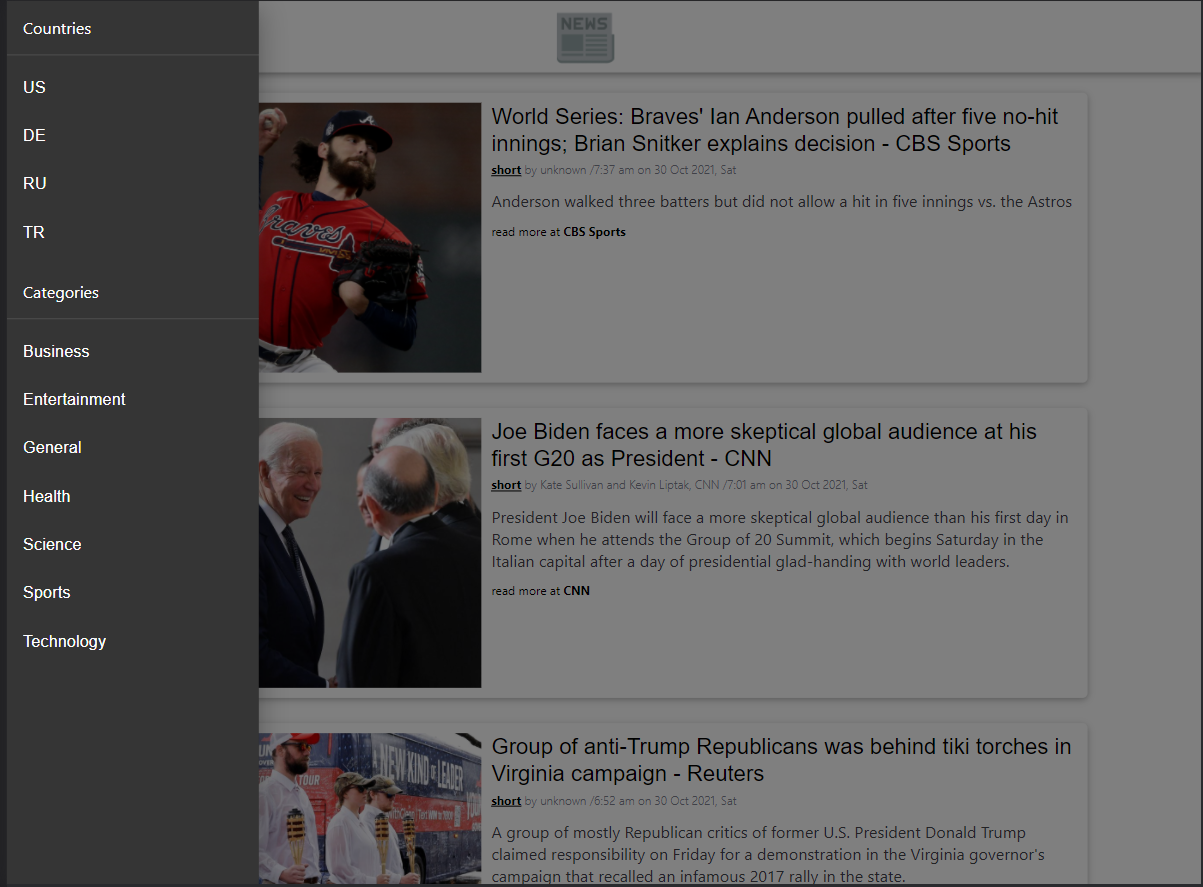 Countries
US
DE
RU
TR
Categories
Business
Entertainment
General
Health
Science
Sports
Technology
NEWS
World Series: Braves' Ian Anderson pulled after five no-hit
innings; Brian Snitker explains decision - CBS Sports
short by unknown /7:37 am on 30 Oct 2021, Sat
Anderson walked three batters but did not allow a hit in five innings vs. the Astros
read more at CBS Sports
A
Braves
Joe Biden faces a more skeptical global audience at his
first G20 as President - CNN
short by Kate Sullivan and Kevin Liptak, CNN /7:01 am on 30 Oct 2021, Sat
President Joe Biden will face a more skeptical global audience than his first day in
Rome when he attends the Group of 20 Summit, which begins Saturday in the
Italian capital after a day of presidential glad-handing with world leaders.
read more at CNN
Group of anti-Trump Republicans was behind tiki torches in
Virginia campaign - Reuters
short by unknown /6:52 am on 30 Oct 2021, Sat
A group of mostly Republican critics of former U.S. President Donald Trump
claimed responsibility on Friday for a demonstration in the Virginia governor's
campaign that recalled an infamous 2017 rally in the state.
A NEW KIND of LEADER
TOUR